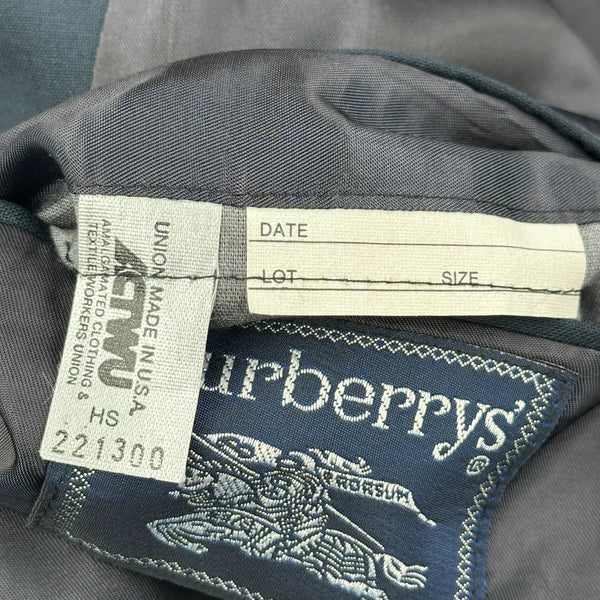 UNION MADE IN U.S.A.
ACTWU
AMALGAMATED CLOTHING &
TEXTILE WORKERS UNION
HS
221300
DATE
LOT SIZE
urberrys®
PRORSUM